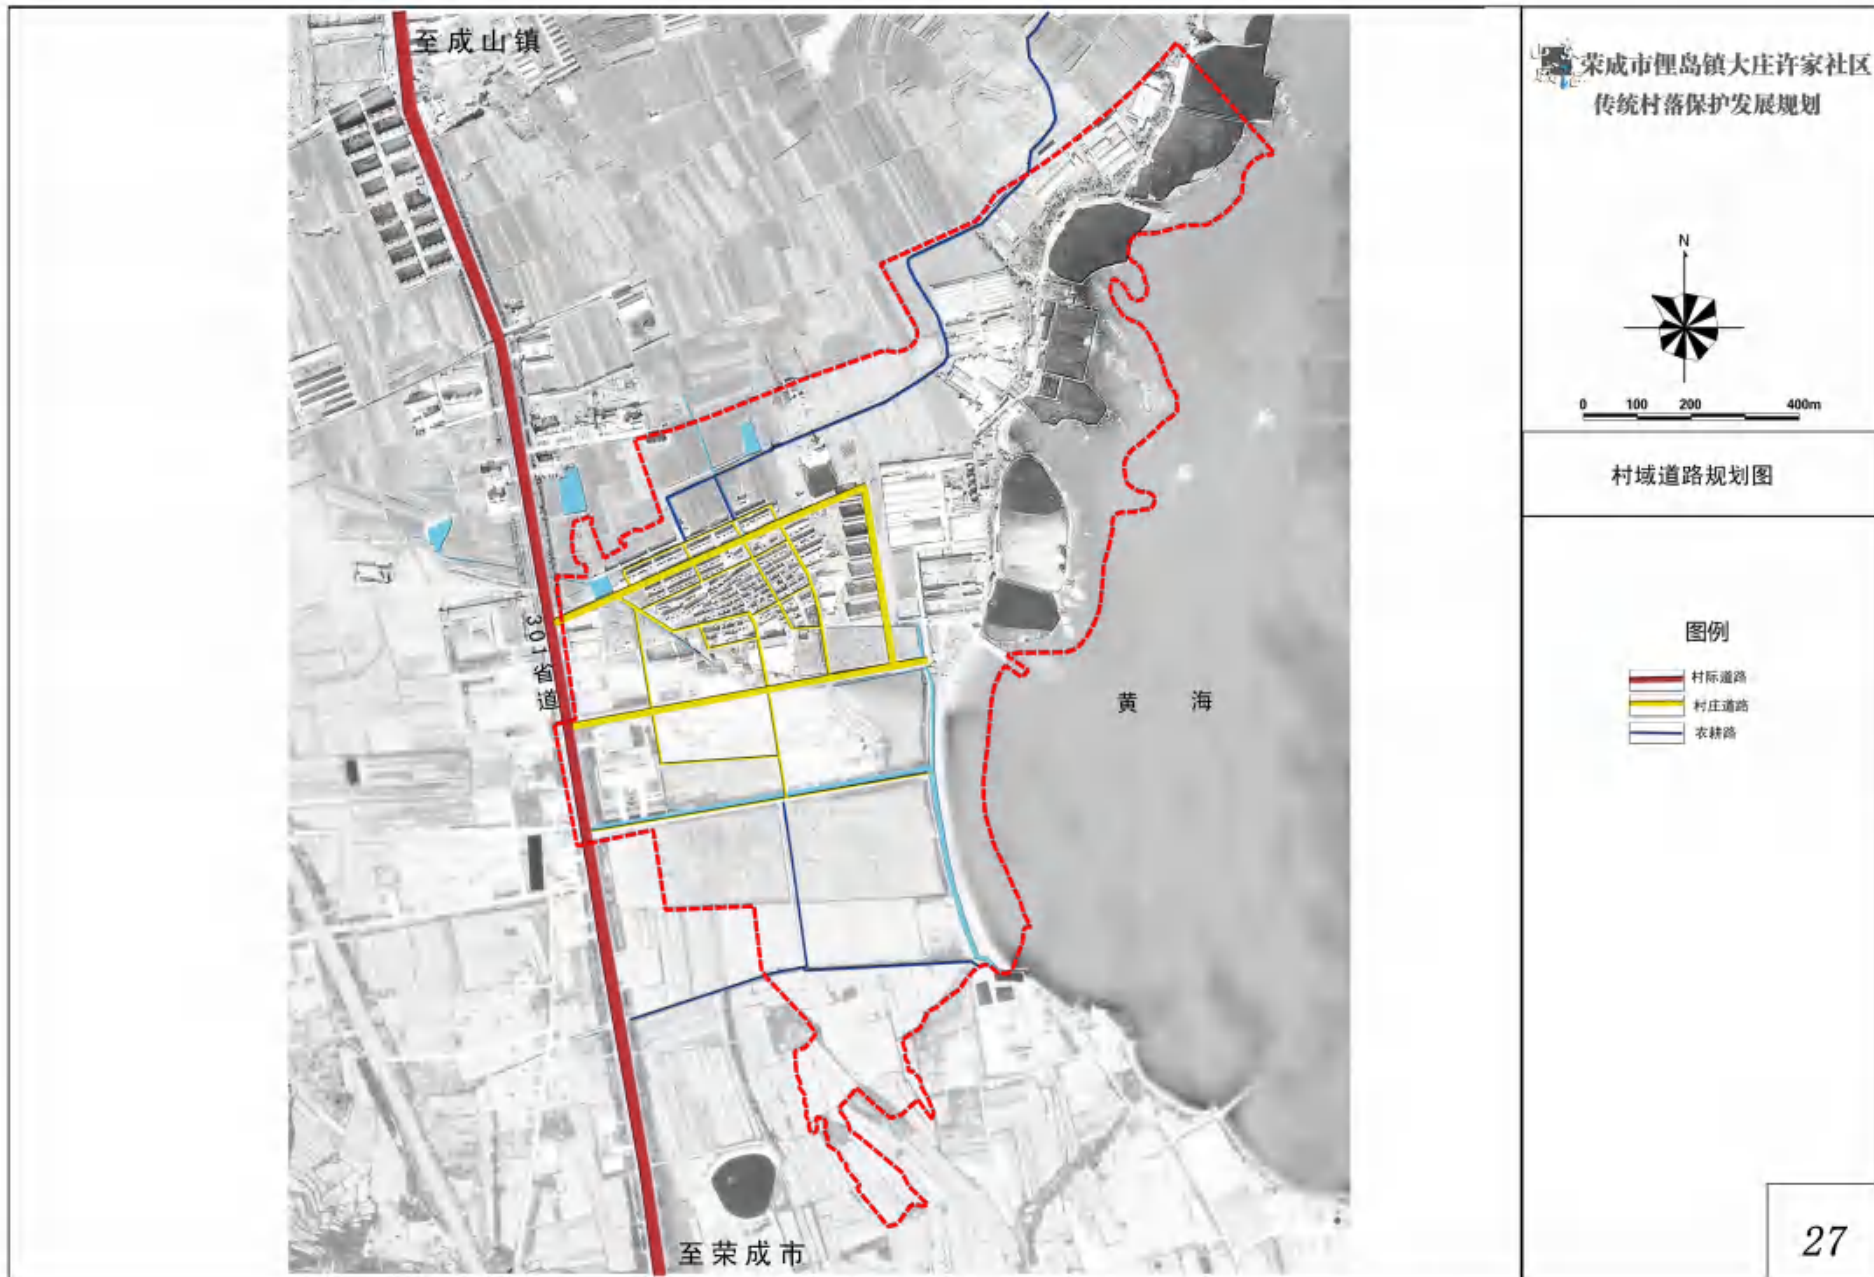 至成山镇
301省道
黄 海
至荣成市
荣成市俚岛镇大庄许家社区
传统村落保护发展规划
N
0 100 200 400m
村域道路规划图
图例
村际道路
村庄道路
农耕路
27